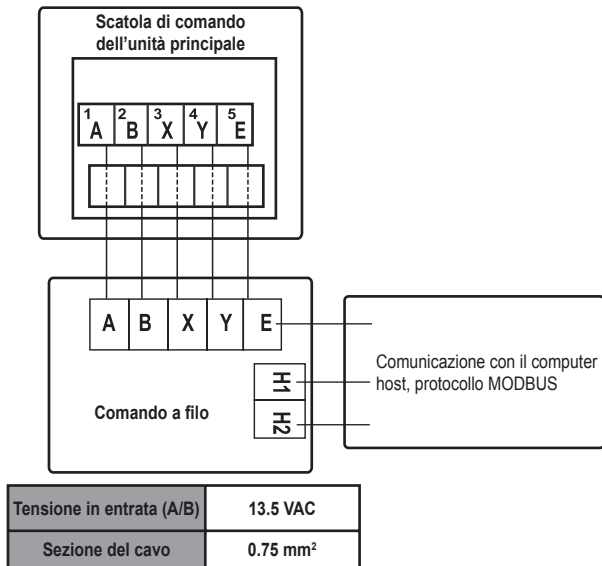 Scatola di comando
dell'unità principale
1 2 3 4 5
A B X Y E
A B X Y E
H1
H2
Comando a filo
Comunicazione con il computer
host, protocollo MODBUS
Tensione in entrata (A/B) 13.5 VAC
Sezione del cavo 0.75 mm²